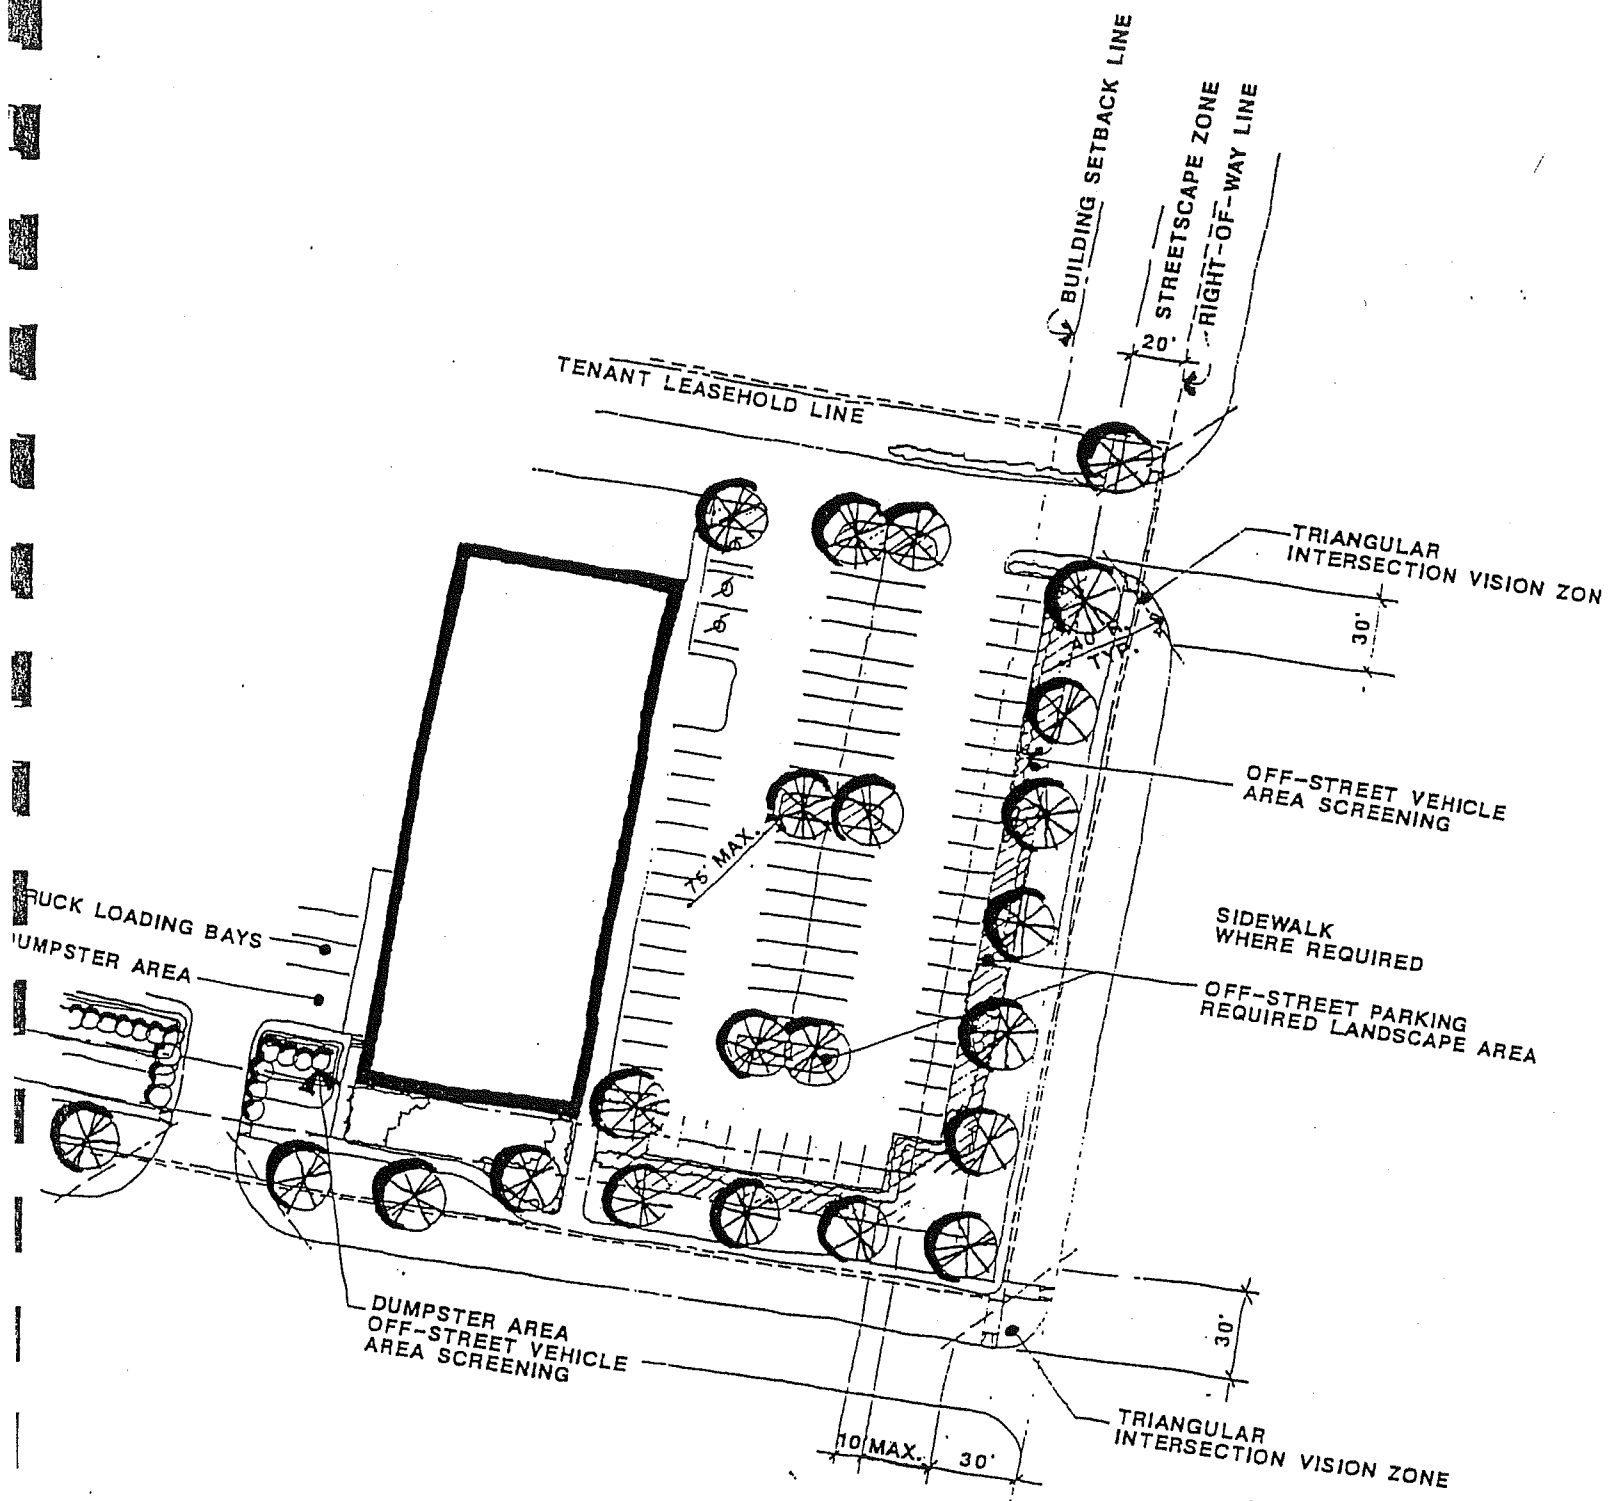 BUILDING SETBACK LINE
STREETSCAPE ZONE
RIGHT-OF-WAY LINE
20'
TENANT LEASEHOLD LINE
TRIANGULAR
INTERSECTION VISION ZON
30'
TYP.
OFF-STREET VEHICLE
AREA SCREENING
75' MAX.
RUCK LOADING BAYS
UMPSTER AREA
SIDEWALK
WHERE REQUIRED
OFF-STREET PARKING
REQUIRED LANDSCAPE AREA
DUMPSTER AREA
OFF-STREET VEHICLE
AREA SCREENING
30'
TRIANGULAR
INTERSECTION VISION ZONE
10' MAX.
30'